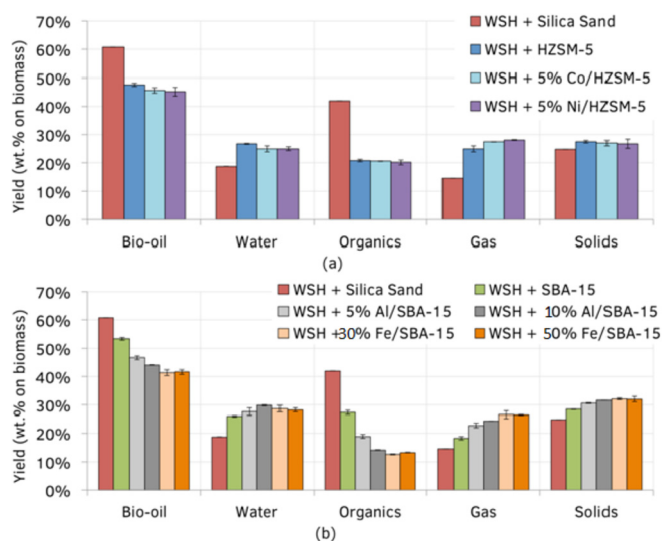 Yield (wt.% on biomass)
70%
60%
50%
40%
30%
20%
10%
0%
WSH + Silica Sand
WSH + HZSM-5
WSH + 5% Co/HZSM-5
WSH + 5% Ni/HZSM-5
Bio-oil Water Organics Gas Solids
(a)
Yield (wt.% on biomass)
70%
60%
50%
40%
30%
20%
10%
0%
WSH + Silica Sand WSH + SBA-15
WSH + 5% Al/SBA-15 WSH + 10% Al/SBA-15
WSH +30% Fe/SBA-15 WSH + 50% Fe/SBA-15
Bio-oil Water Organics Gas Solids
(b)